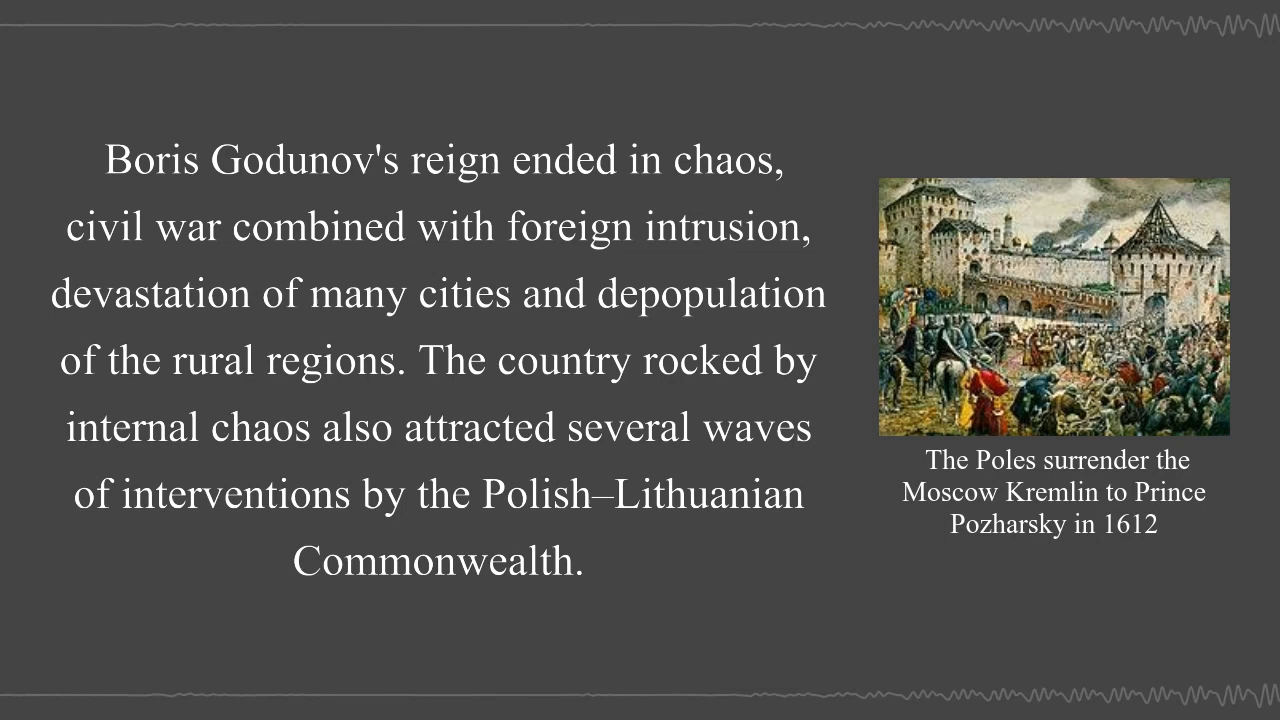 Boris Godunov's reign ended in chaos,
civil war combined with foreign intrusion,
devastation of many cities and depopulation
of the rural regions. The country rocked by
internal chaos also attracted several waves
of interventions by the Polish–Lithuanian
Commonwealth.
The Poles surrender the
Moscow Kremlin to Prince
Pozharsky in 1612